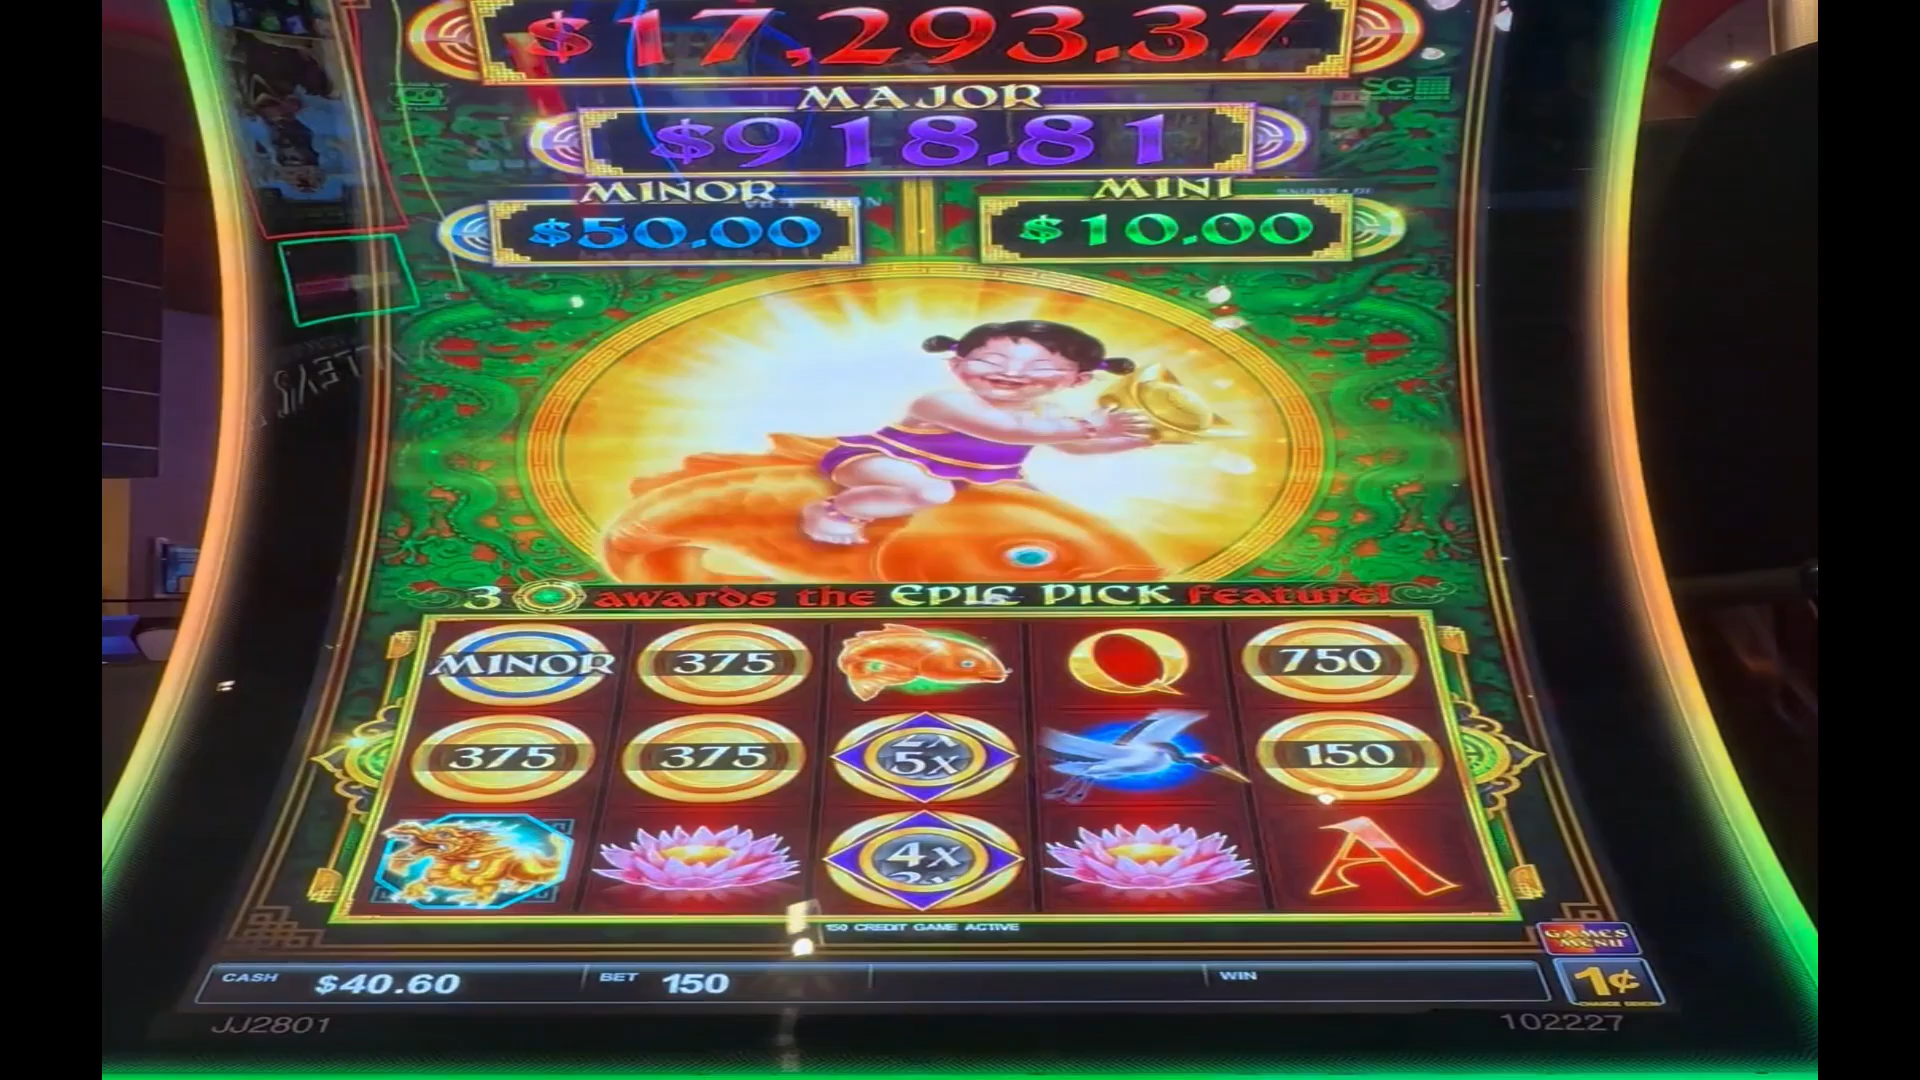 $17,293.37
SG
MAJOR
$918.81
MINOR MINI
$50.00 $10.00
3 awards the EPIC PICK feature!
MINOR 375 Q 750
375 375 5x 150
4x A
150 CREDIT GAME ACTIVE
GAMES MENU
CASH $40.60 BET 150 WIN 1¢
JJ2801 102227